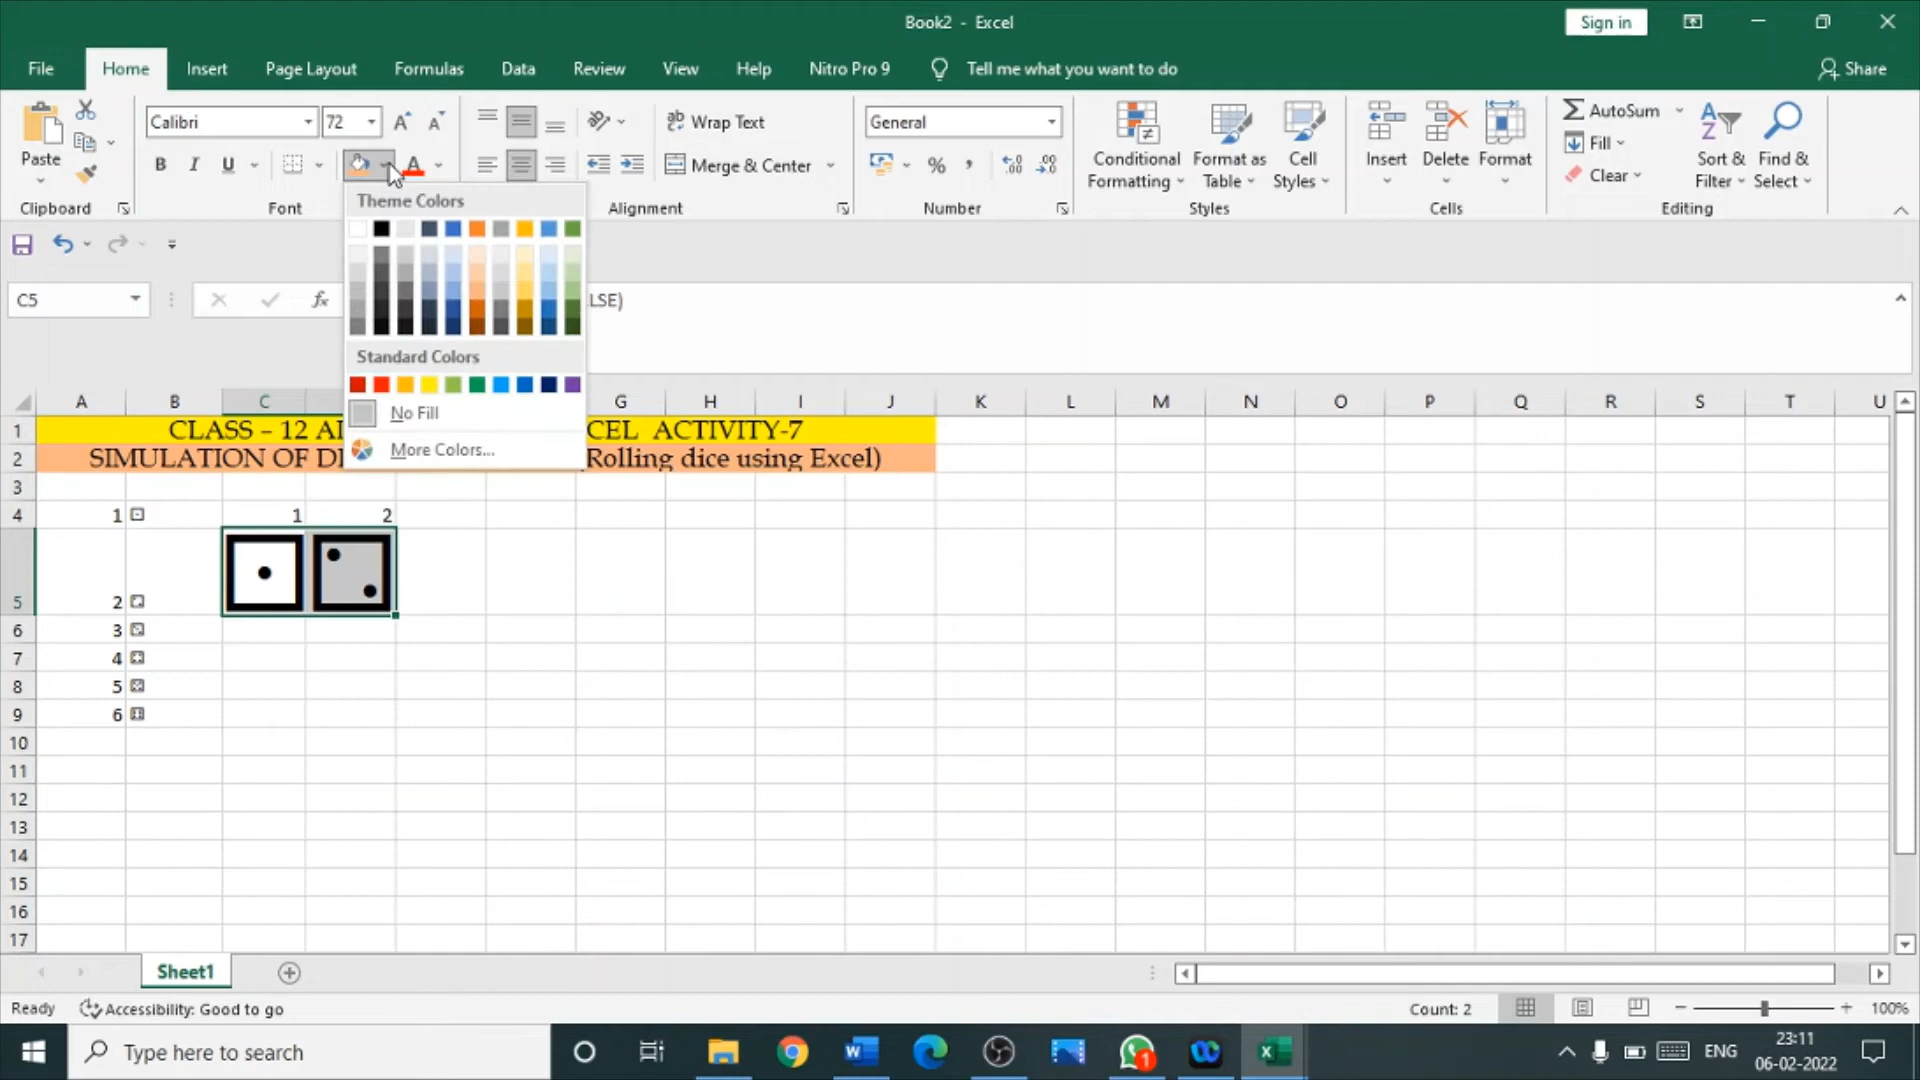 Book2 - Excel
Sign in
File Home Insert Page Layout Formulas Data Review View Help Nitro Pro 9 Tell me what you want to do Share
Calibri 72 Wrap Text General AutoSum
Paste B I U A Merge & Center % , Conditional Formatting Format as Table Cell Styles Insert Delete Format Fill Clear Sort & Filter Find & Select
Clipboard Font Alignment Number Styles Cells Editing
Theme Colors
C5 fx LSE)
Standard Colors
No Fill
More Colors...
A B C G H I J K L M N O P Q R S T U
1 CLASS – 12 AI CEL ACTIVITY-7
2 SIMULATION OF DI (Rolling dice using Excel)
3
4 1 ⚀ 1 2
5 2 ⚁ ⚀ ⚁
6 3 ⚂
7 4 ⚃
8 5 ⚄
9 6 ⚅
10
11
12
13
14
15
16
17
Sheet1
Ready Accessibility: Good to go Count: 2 100%
Type here to search
1
ENG
23:11
06-02-2022